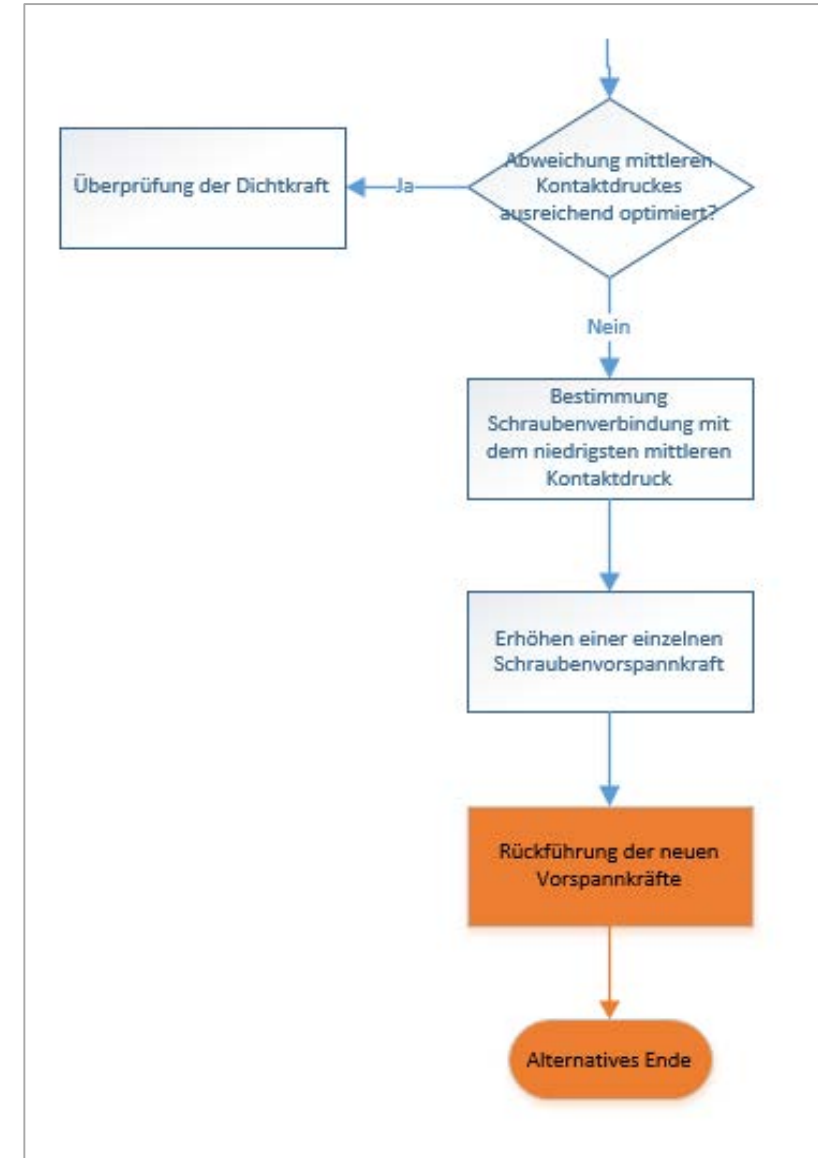 Abweichung mittleren
Kontaktdruckes
ausreichend optimiert?
Ja
Überprüfung der Dichtkraft
Nein
Bestimmung
Schraubenverbindung mit
dem niedrigsten mittleren
Kontaktdruck
Erhöhen einer einzelnen
Schraubenvorspannkraft
Rückführung der neuen
Vorspannkräfte
Alternatives Ende